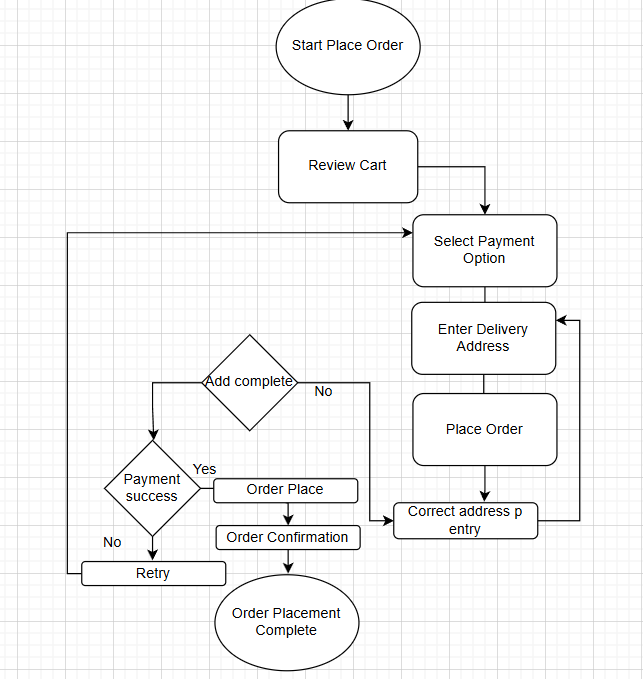 Start Place Order
Review Cart
Select Payment
Option
Enter Delivery
Address
Add complete
No
Place Order
Payment
success
Yes
Order Place
Correct address p
entry
Order Confirmation
No
Retry
Order Placement
Complete